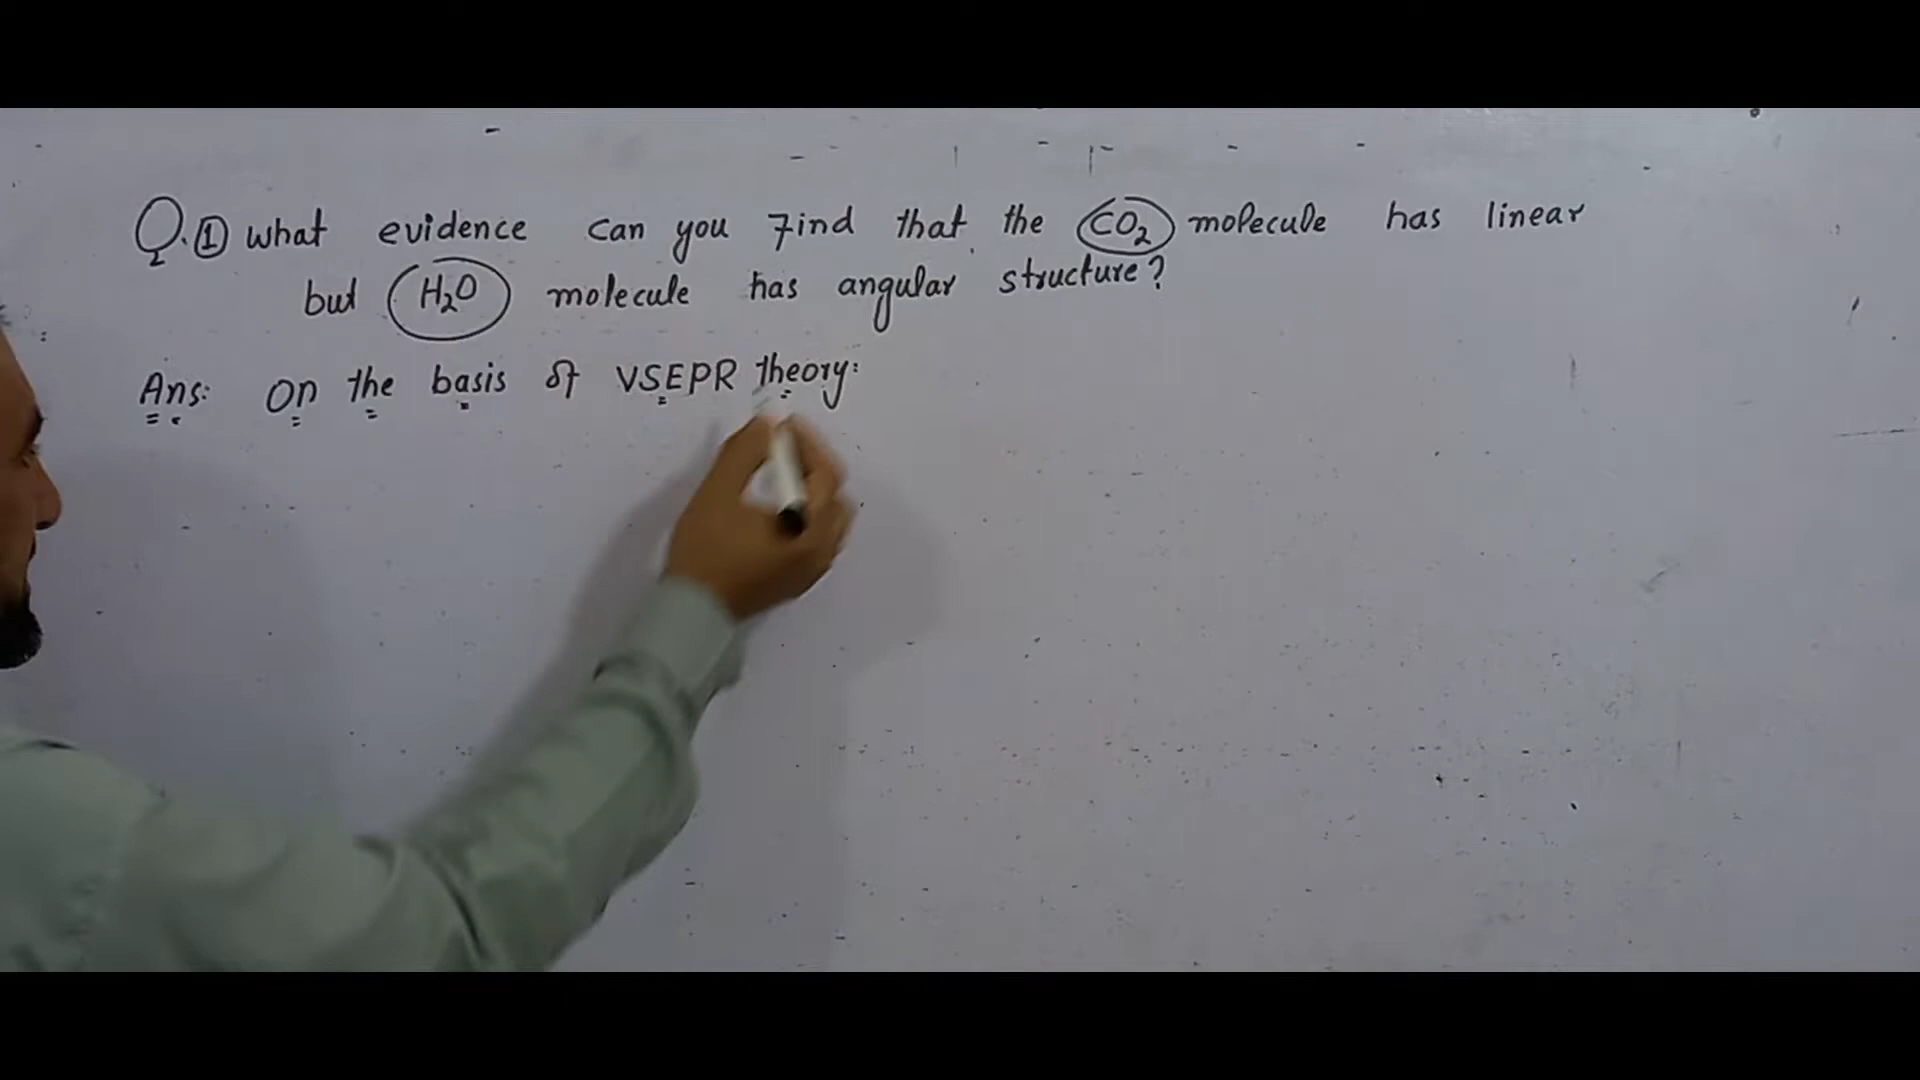 Q.① What evidence can you find that the CO₂ molecule has linear
but H₂O molecule has angular structure?
Ans: On the basis of VSEPR theory: